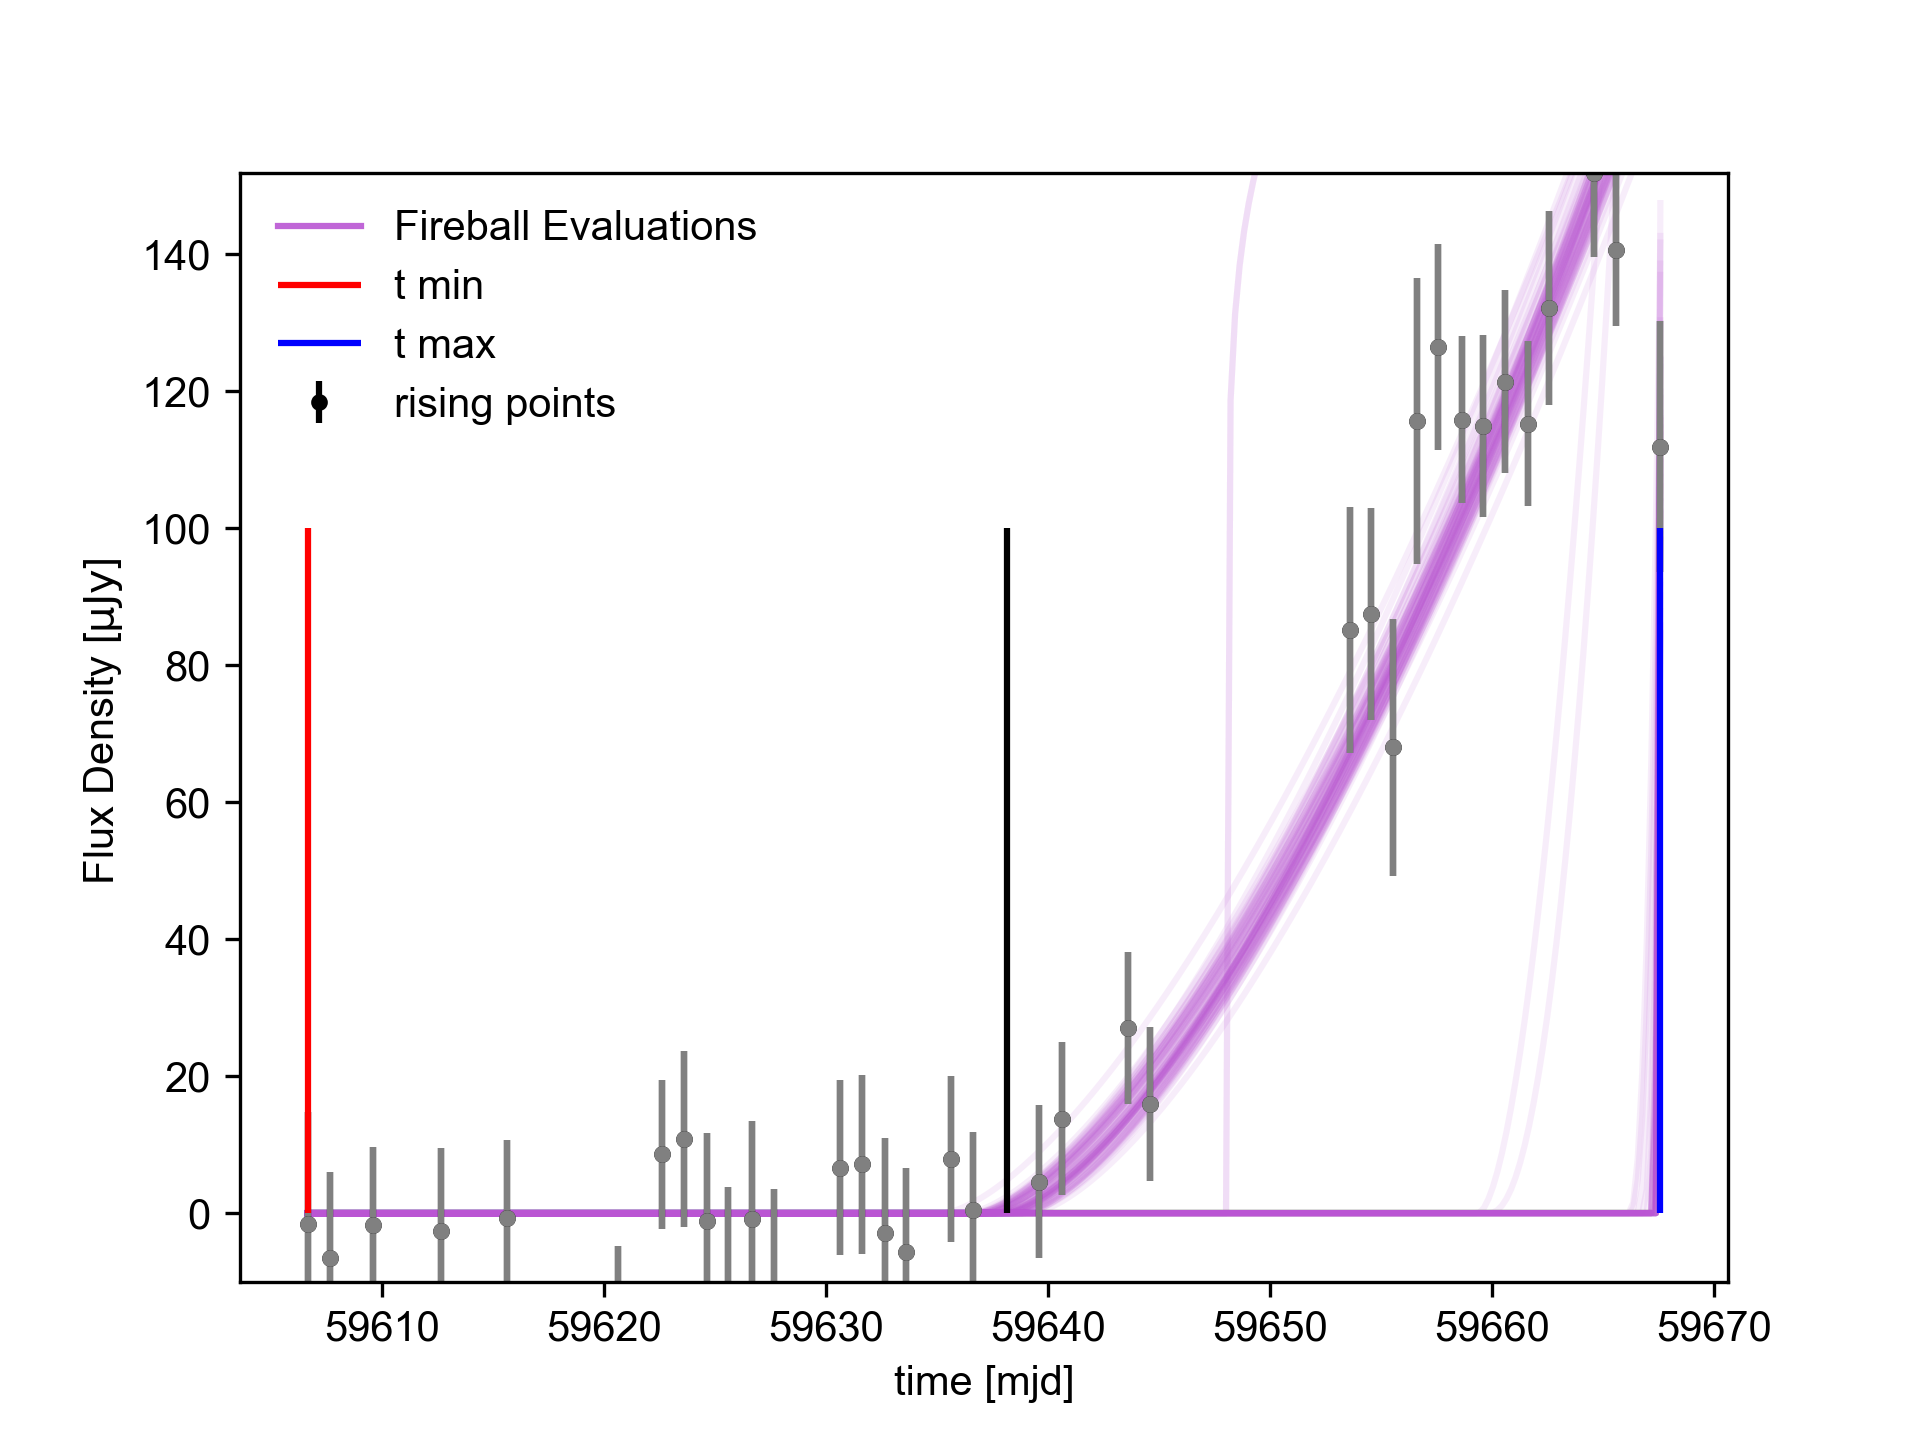 Fireball Evaluations
t min
t max
rising points
140
120
100
80
60
40
20
0
Flux Density [µJy]
59610 59620 59630 59640 59650 59660 59670
time [mjd]